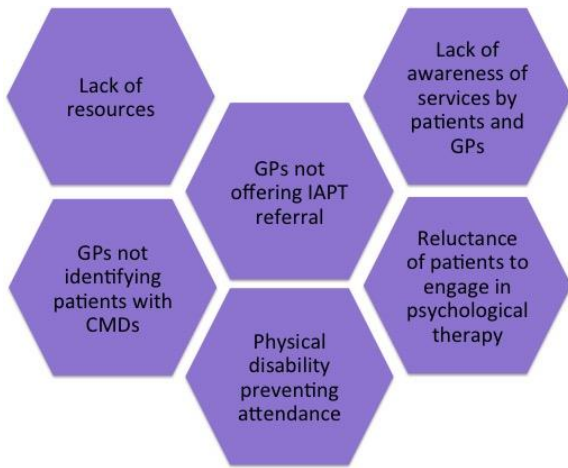 Lack of
resources
Lack of
awareness of
services by
patients and
GPs
GPs not
offering IAPT
referral
GPs not
identifying
patients with
CMDs
Reluctance
of patients to
engage in
psychological
therapy
Physical
disability
preventing
attendance